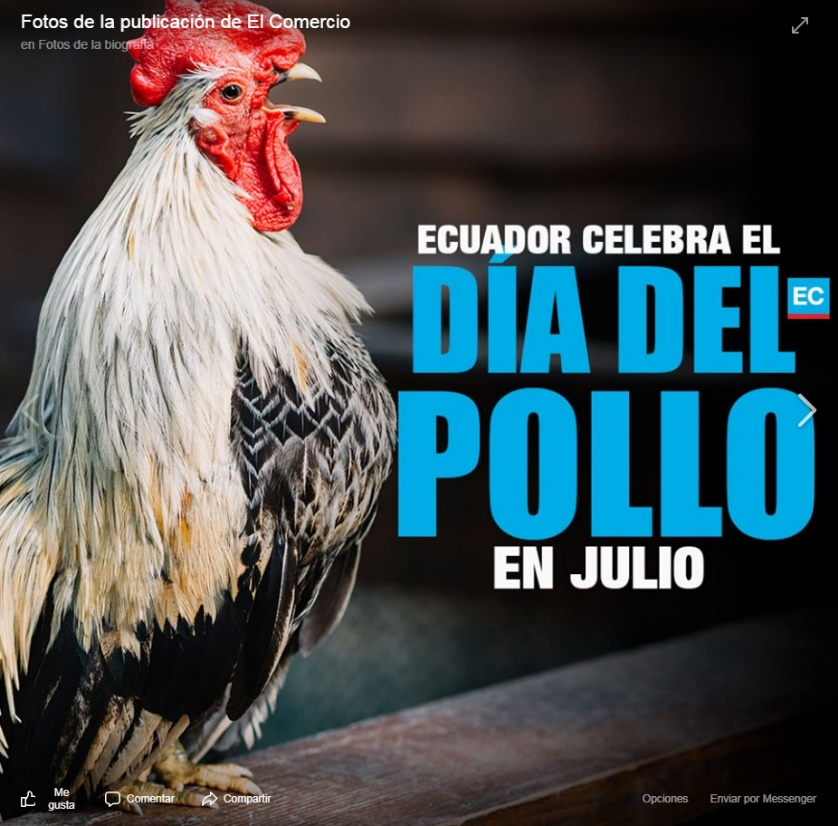 Fotos de la publicación de El Comercio
en Fotos de la biografía
ECUADOR CELEBRA EL
DÍA DEL
EC
POLLO
EN JULIO
Me
gusta
Comentar
Compartir
Opciones
Enviar por Messenger